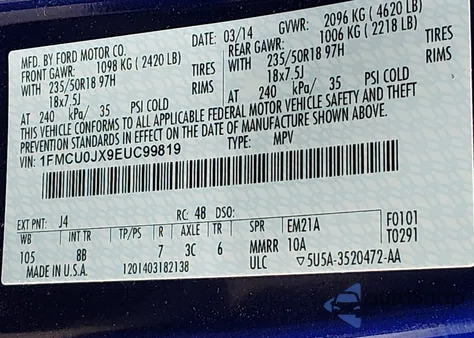 MFD. BY FORD MOTOR CO.
DATE: 03/14 GVWR: 2096 KG (4620 LB)
FRONT GAWR: 1098 KG (2420 LB) REAR GAWR: 1006 KG (2218 LB)
WITH 235/50R18 97H TIRES WITH 235/50R18 97H TIRES
18x7.5J RIMS 18x7.5J RIMS
AT 240 kPa/ 35 PSI COLD AT 240 kPa/ 35 PSI COLD
THIS VEHICLE CONFORMS TO ALL APPLICABLE FEDERAL MOTOR VEHICLE SAFETY AND THEFT
PREVENTION STANDARDS IN EFFECT ON THE DATE OF MANUFACTURE SHOWN ABOVE.
VIN: 1FMCU0JX9EUC99819 TYPE: MPV
EXT PNT: J4 RC: 48 DSO: F0101
WB INT TR TP/PS R AXLE TR SPR EM21A T0291
105 8B 7 3C 6 MMRR 10A
MADE IN U.S.A. 1201403182138 ULC ▽5U5A-3520472-AA
AutoSnap